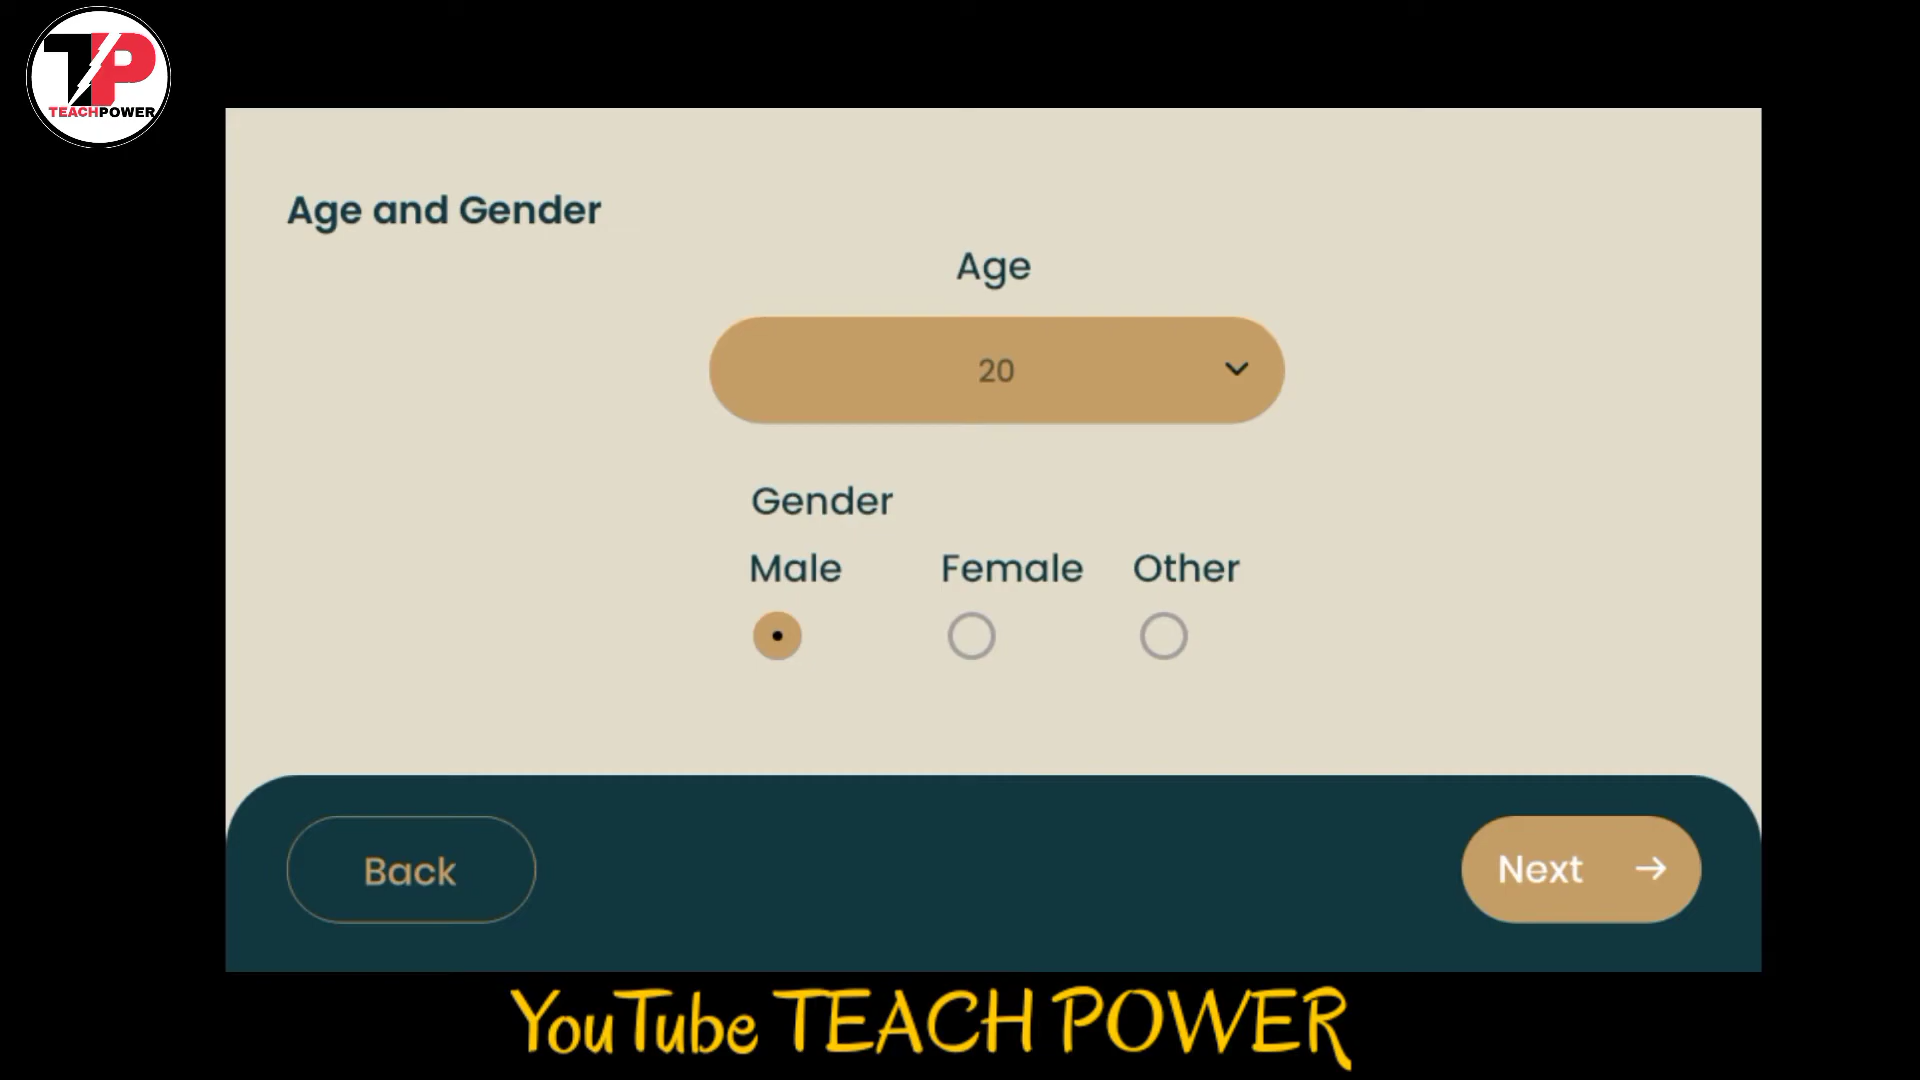 TP
TEACHPOWER
Age and Gender
Age
20
Gender
Male Female Other
Back Next
YouTube TEACH POWER